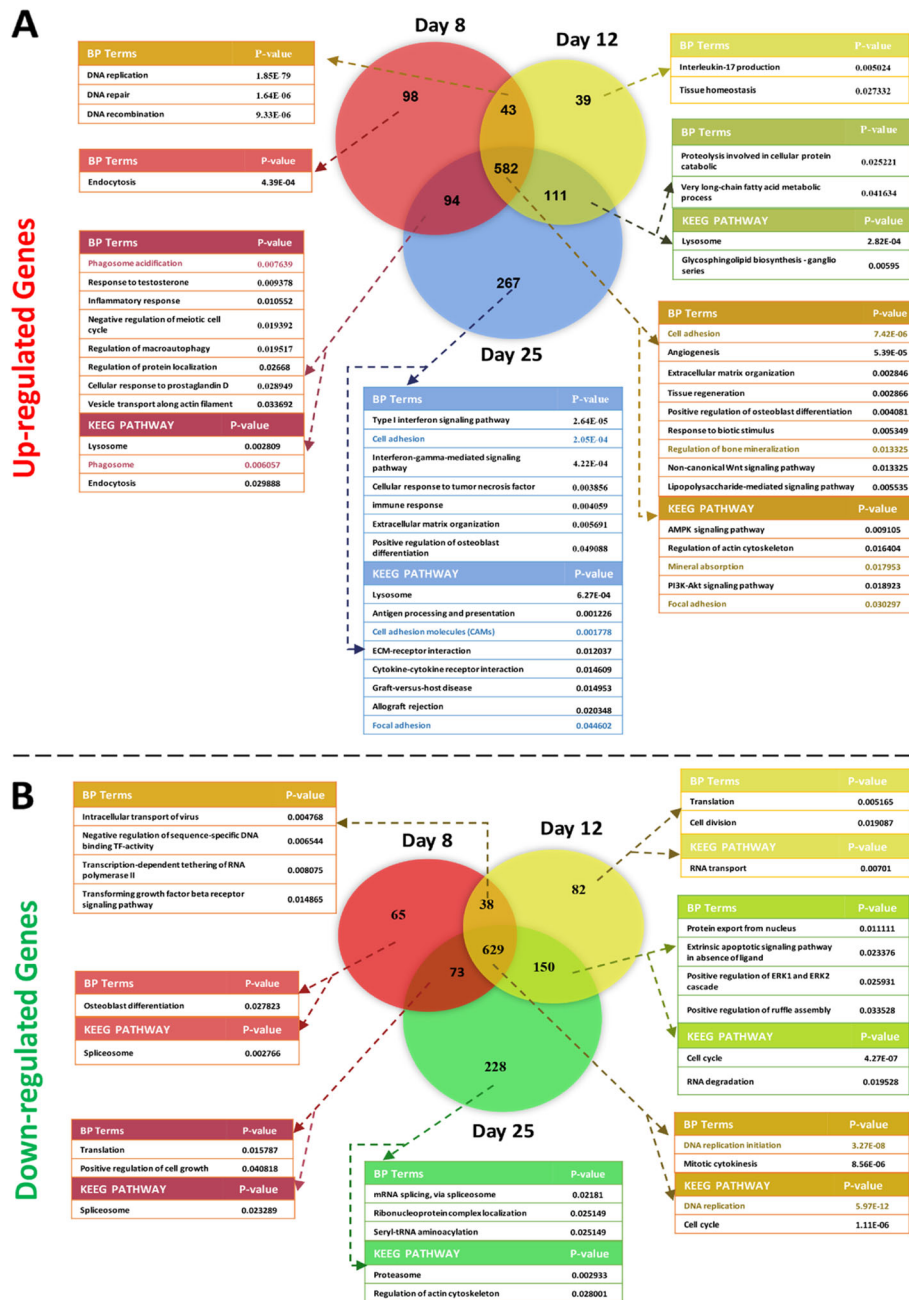 A
Up-regulated Genes
Day 8
Day 12
Day 25
98
43
39
582
94
111
267
BP Terms P-value
DNA replication 1.85E-79
DNA repair 1.64E-06
DNA recombination 9.33E-06
BP Terms P-value
Endocytosis 4.39E-04
BP Terms P-value
Phagosome acidification 0.007639
Response to testosterone 0.009378
Inflammatory response 0.010552
Negative regulation of meiotic cell
cycle 0.019392
Regulation of macroautophagy 0.019517
Regulation of protein localization 0.02668
Cellular response to prostaglandin D 0.028949
Vesicle transport along actin filament 0.033692
KEEG PATHWAY P-value
Lysosome 0.002809
Phagosome 0.006057
Endocytosis 0.029888
BP Terms P-value
Type I interferon signaling pathway 2.64E-05
Cell adhesion 2.05E-04
Interferon-gamma-mediated signaling
pathway 4.22E-04
Cellular response to tumor necrosis factor 0.003856
immune response 0.004059
Extracellular matrix organization 0.005691
Positive regulation of osteoblast
differentiation 0.049088
KEEG PATHWAY P-value
Lysosome 6.27E-04
Antigen processing and presentation 0.001226
Cell adhesion molecules (CAMs) 0.001778
ECM-receptor interaction 0.012037
Cytokine-cytokine receptor interaction 0.014609
Graft-versus-host disease 0.014953
Allograft rejection 0.020348
Focal adhesion 0.044602
BP Terms P-value
Interleukin-17 production 0.005024
Tissue homeostasis 0.027332
BP Terms P-value
Proteolysis involved in cellular protein
catabolic 0.025221
Very long-chain fatty acid metabolic
process 0.041634
KEEG PATHWAY P-value
Lysosome 2.82E-04
Glycosphingolipid biosynthesis - ganglio
series 0.00595
BP Terms P-value
Cell adhesion 7.42E-06
Angiogenesis 5.39E-05
Extracellular matrix organization 0.002846
Tissue regeneration 0.002866
Positive regulation of osteoblast differentiation 0.004081
Response to biotic stimulus 0.005349
Regulation of bone mineralization 0.013325
Non-canonical Wnt signaling pathway 0.013325
Lipopolysaccharide-mediated signaling pathway 0.005535
KEEG PATHWAY P-value
AMPK signaling pathway 0.009105
Regulation of actin cytoskeleton 0.016404
Mineral absorption 0.017953
PI3K-Akt signaling pathway 0.018923
Focal adhesion 0.030297
B
Down-regulated Genes
Day 8
Day 12
Day 25
65
38
82
629
73
150
228
BP Terms P-value
Intracellular transport of virus 0.004768
Negative regulation of sequence-specific DNA
binding TF-activity 0.006544
Transcription-dependent tethering of RNA
polymerase II 0.008075
Transforming growth factor beta receptor
signaling pathway 0.014865
BP Terms P-value
Osteoblast differentiation 0.027823
KEEG PATHWAY P-value
Spliceosome 0.002766
BP Terms P-value
Translation 0.015787
Positive regulation of cell growth 0.040818
KEEG PATHWAY P-value
Spliceosome 0.023289
BP Terms P-value
mRNA splicing, via spliceosome 0.02181
Ribonucleoprotein complex localization 0.025149
Seryl-tRNA aminoacylation 0.025149
KEEG PATHWAY P-value
Proteasome 0.002933
Regulation of actin cytoskeleton 0.028001
BP Terms P-value
Translation 0.005165
Cell division 0.019087
KEEG PATHWAY P-value
RNA transport 0.00701
BP Terms P-value
Protein export from nucleus 0.011111
Extrinsic apoptotic signaling pathway
in absence of ligand 0.023376
Positive regulation of ERK1 and ERK2
cascade 0.025931
Positive regulation of ruffle assembly 0.033528
KEEG PATHWAY P-value
Cell cycle 4.27E-07
RNA degradation 0.019528
BP Terms P-value
DNA replication initiation 3.27E-08
Mitotic cytokinesis 8.56E-06
KEEG PATHWAY P-value
DNA replication 5.97E-12
Cell cycle 1.11E-06